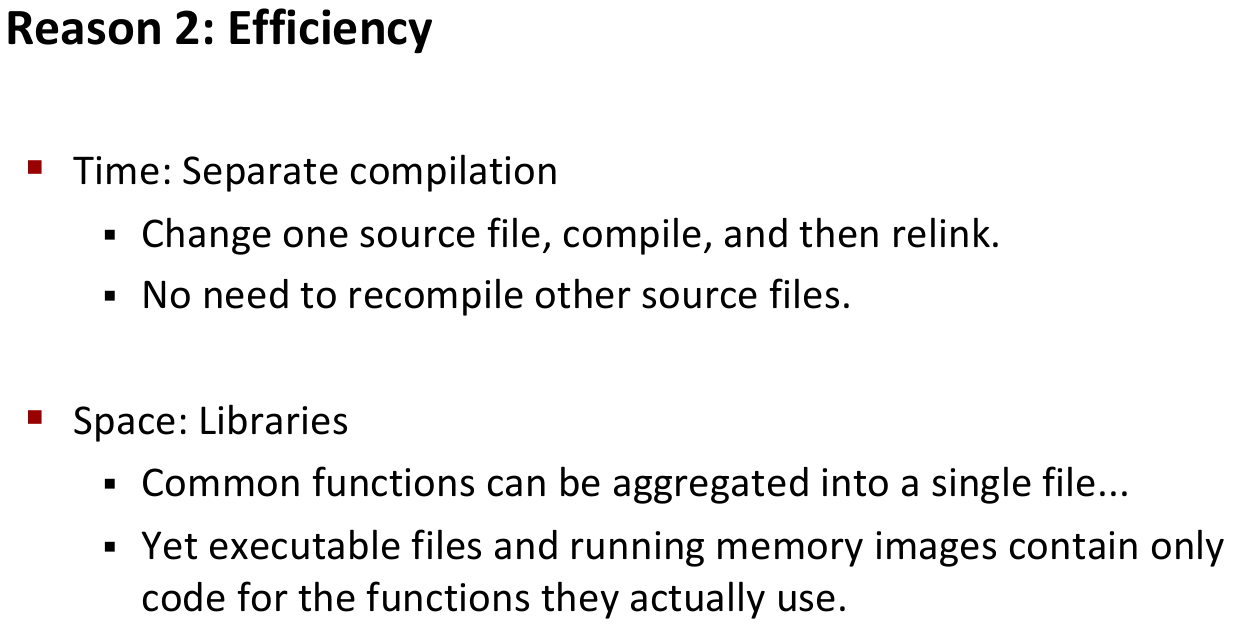 Reason 2: Efficiency
▪ Time: Separate compilation
▪ Change one source file, compile, and then relink.
▪ No need to recompile other source files.
▪ Space: Libraries
▪ Common functions can be aggregated into a single file...
▪ Yet executable files and running memory images contain only
code for the functions they actually use.